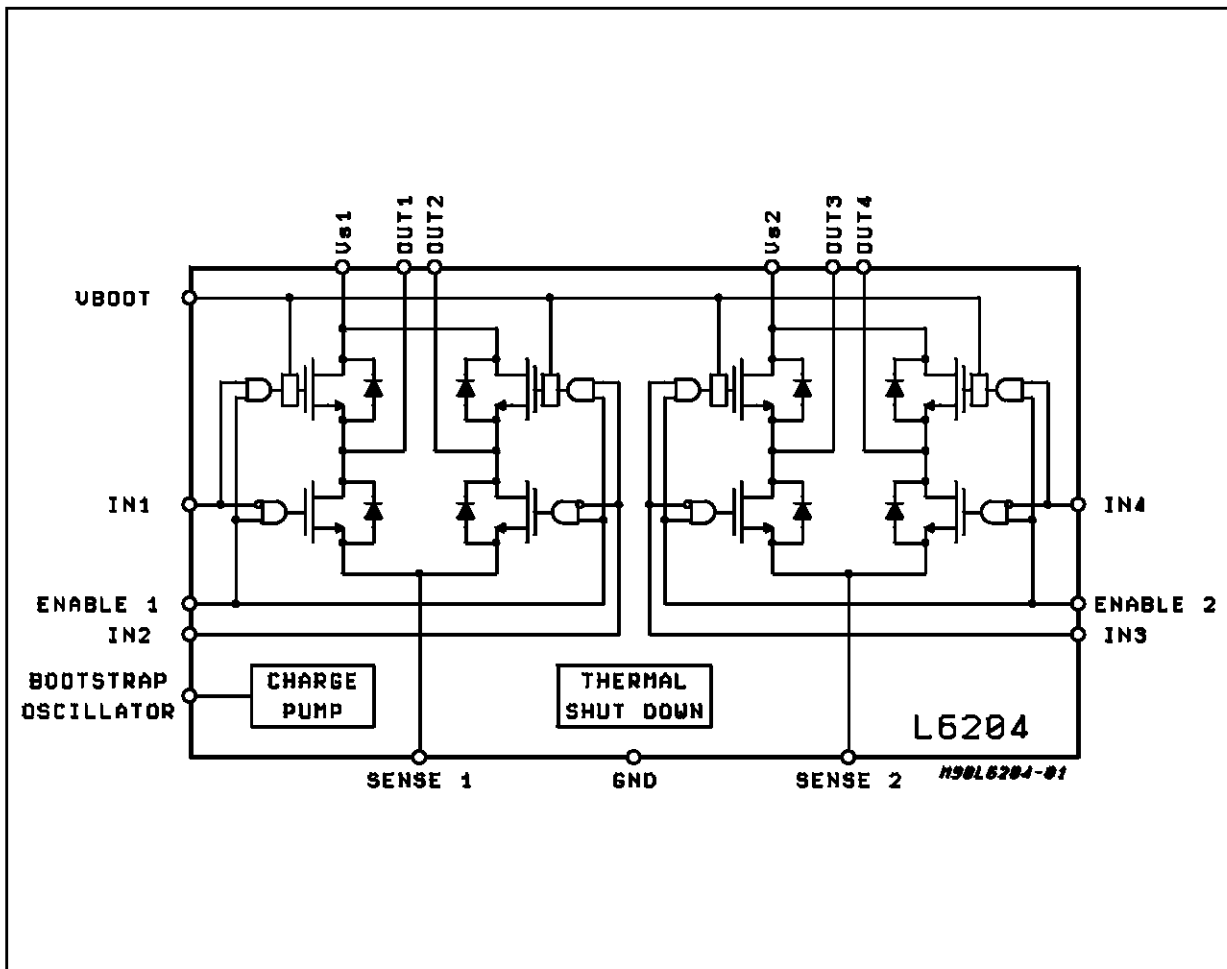 Vs1
OUT1
OUT2
Vs2
OUT3
OUT4
VBOOT
IN1
IN4
ENABLE 1
ENABLE 2
IN2
IN3
BOOTSTRAP
OSCILLATOR
CHARGE
PUMP
THERMAL
SHUT DOWN
L6204
SENSE 1
GND
SENSE 2
M90L6204-01